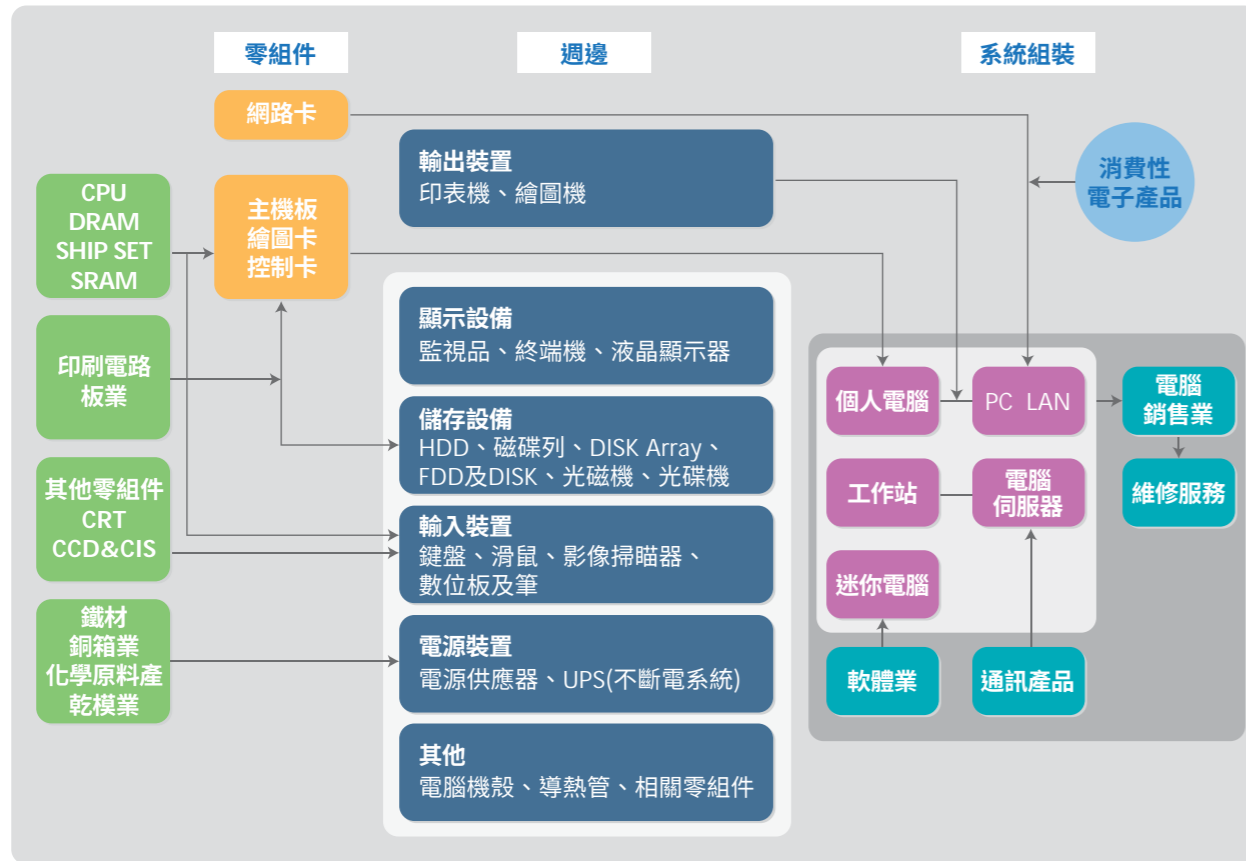 零組件
週邊
系統組裝
網路卡
CPU
DRAM
SHIP SET
SRAM
主機板
繪圖卡
控制卡
印刷電路
板業
其他零組件
CRT
CCD&CIS
鐵材
銅箱業
化學原料產
乾模業
輸出裝置
印表機、繪圖機
顯示設備
監視品、終端機、液晶顯示器
儲存設備
HDD、磁碟列、DISK Array、
FDD及DISK、光磁機、光碟機
輸入裝置
鍵盤、滑鼠、影像掃瞄器、
數位板及筆
電源裝置
電源供應器、UPS(不斷電系統)
其他
電腦機殼、導熱管、相關零組件
消費性
電子產品
個人電腦
PC LAN
工作站
電腦
伺服器
迷你電腦
軟體業
通訊產品
電腦
銷售業
維修服務